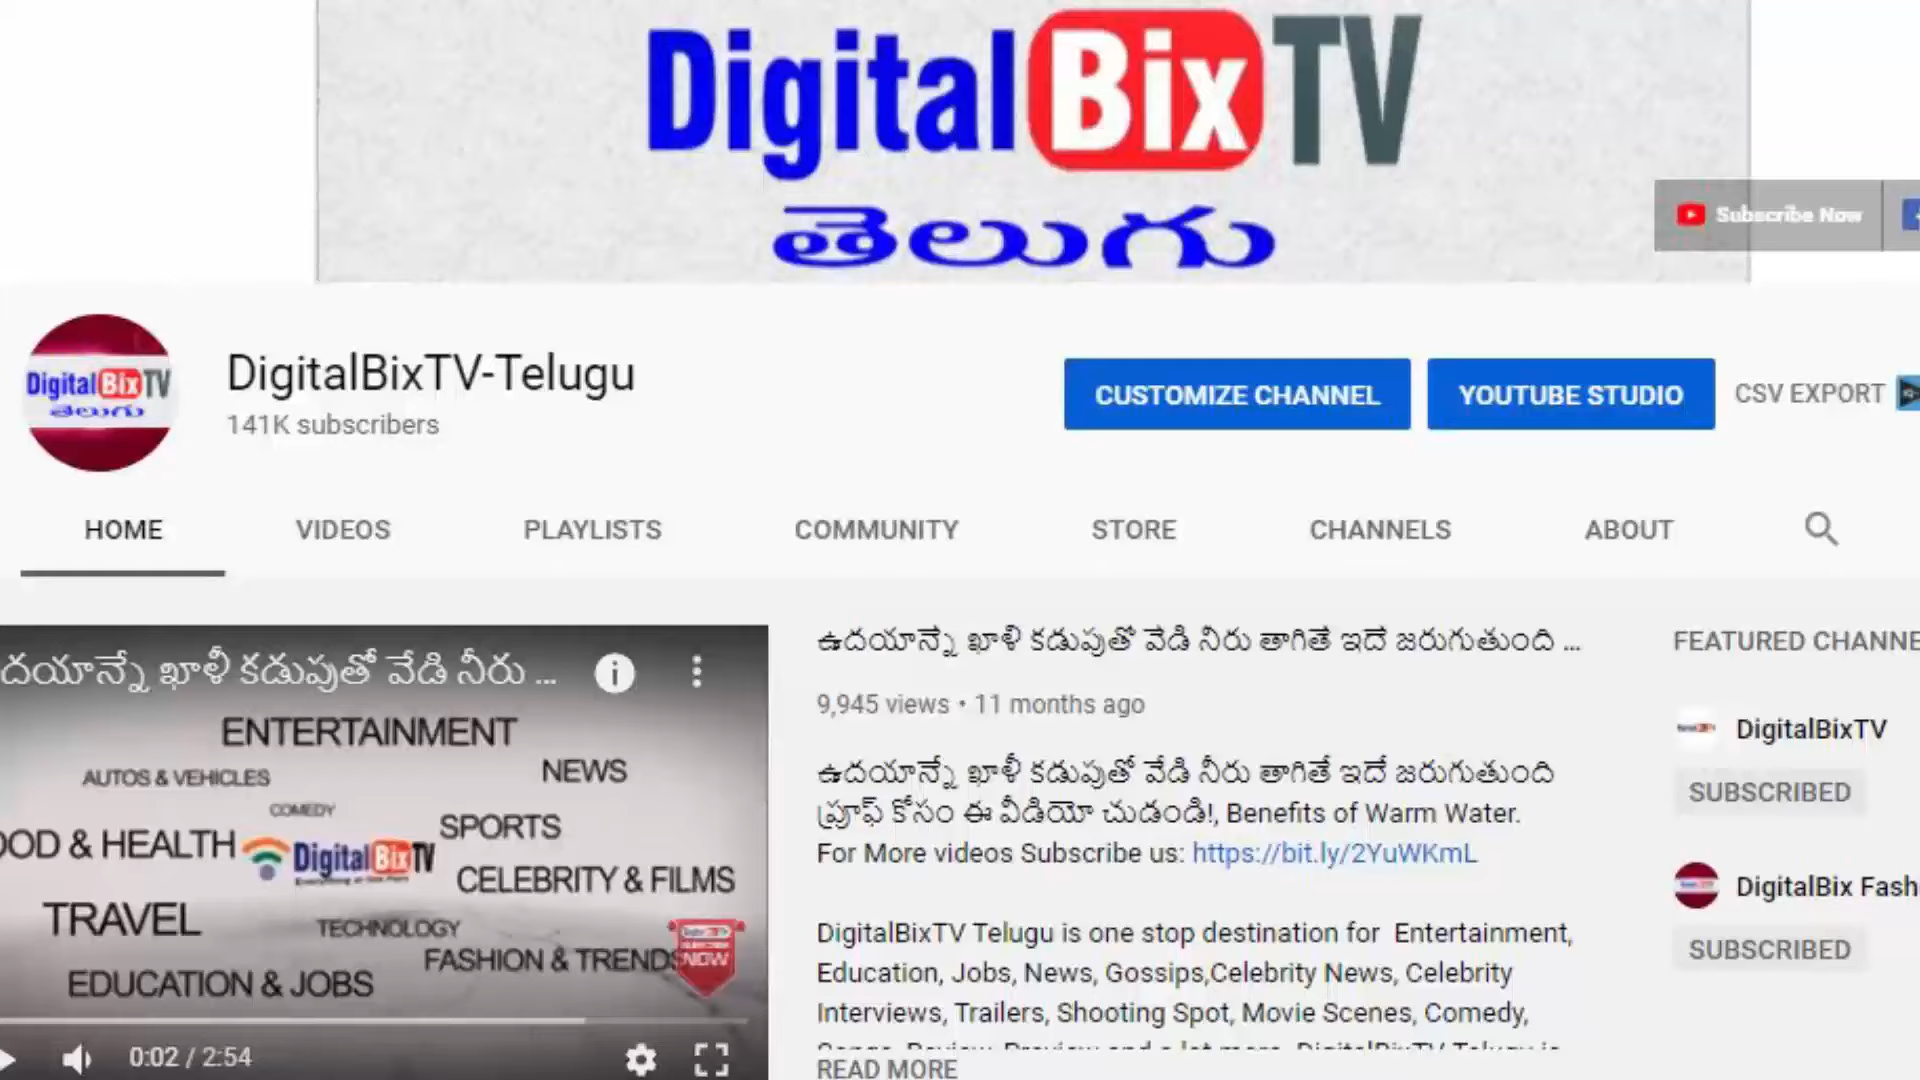 DigitalBixTV
తెలుగు
Subscribe Now
DigitalBixTV
తెలుగు
DigitalBixTV-Telugu
141K subscribers
CUSTOMIZE CHANNEL
YOUTUBE STUDIO
CSV EXPORT
HOME
VIDEOS
PLAYLISTS
COMMUNITY
STORE
CHANNELS
ABOUT
దయాన్నే ఖాళీ కడుపుతో వేడి నీరు ...
ENTERTAINMENT
NEWS
AUTOS & VEHICLES
COMEDY
SPORTS
OOD & HEALTH
DigitalBixTV
CELEBRITY & FILMS
TRAVEL
TECHNOLOGY
FASHION & TRENDS
NOW
EDUCATION & JOBS
0:02 / 2:54
ఉదయాన్నే ఖాళీ కడుపుతో వేడి నీరు తాగితే ఇదే జరుగుతుంది ...
9,945 views • 11 months ago
ఉదయాన్నే ఖాళీ కడుపుతో వేడి నీరు తాగితే ఇదే జరుగుతుంది
ప్రూఫ్ కోసం ఈ వీడియో చుడండి!, Benefits of Warm Water.
For More videos Subscribe us: https://bit.ly/2YuWKmL
DigitalBixTV Telugu is one stop destination for Entertainment,
Education, Jobs, News, Gossips,Celebrity News, Celebrity
Interviews, Trailers, Shooting Spot, Movie Scenes, Comedy,
READ MORE
FEATURED CHANNE
DigitalBixTV
SUBSCRIBED
DigitalBix Fash
SUBSCRIBED